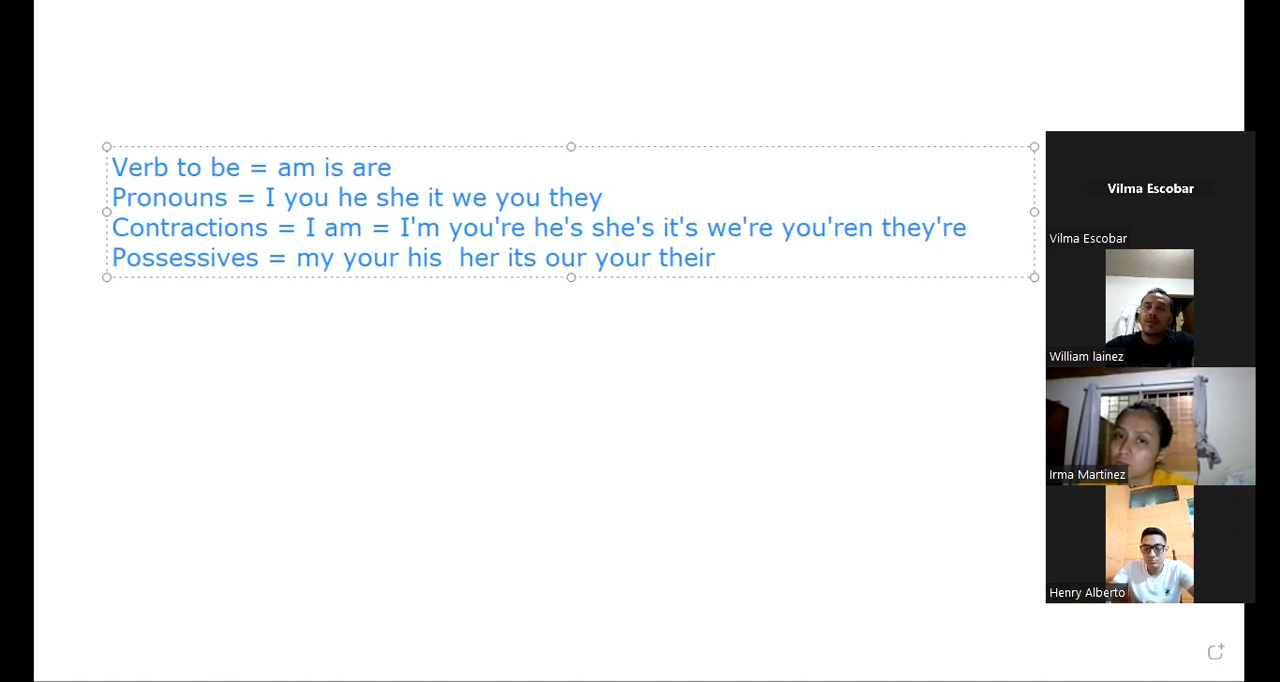 Verb to be = am is are
Pronouns = I you he she it we you they
Contractions = I am = I'm you're he's she's it's we're you'ren they're
Possessives = my your his  her its our your their
Vilma Escobar
Vilma Escobar
William lainez
Irma Martínez
Henry Alberto